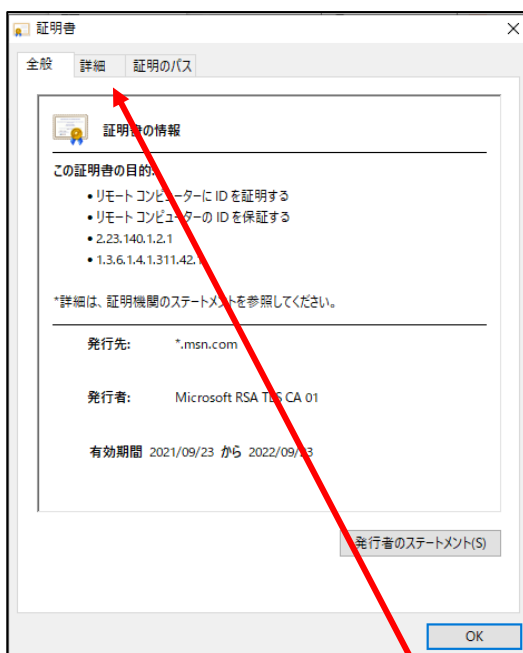 証明書
全般 詳細 証明のパス
証明書の情報
この証明書の目的:
• リモート コンピューターに ID を証明する
• リモート コンピューターの ID を保証する
• 2.23.140.1.2.1
• 1.3.6.1.4.1.311.42.1
*詳細は、証明機関のステートメントを参照してください。
発行先: *.msn.com
発行者: Microsoft RSA TLS CA 01
有効期間 2021/09/23 から 2022/09/23
発行者のステートメント(S)
OK